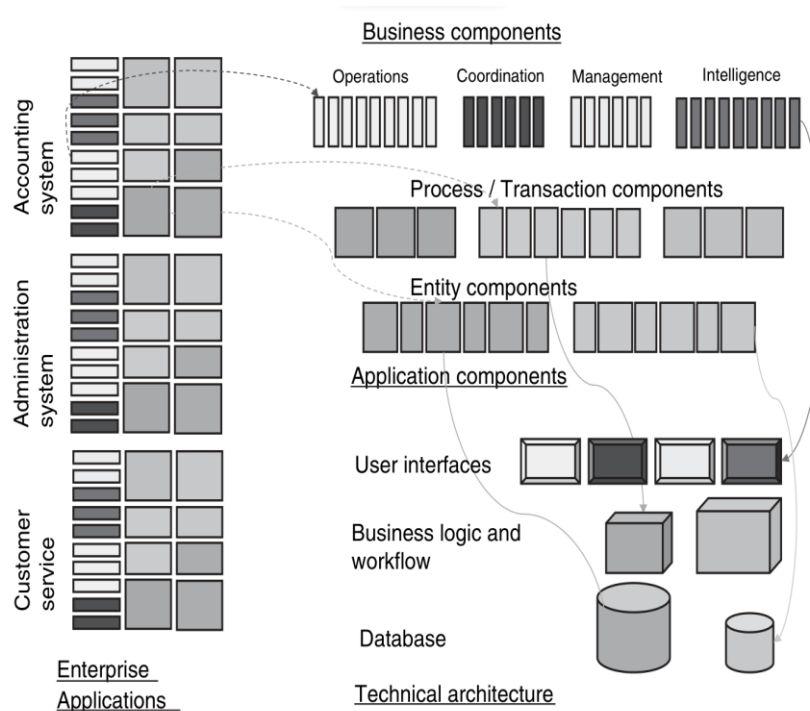 Business components
Operations
Coordination
Management
Intelligence
Accounting
system
Process / Transaction components
Entity components
Administration
system
Application components
User interfaces
Customer
service
Business logic and
workflow
Database
Enterprise
Applications
Technical architecture